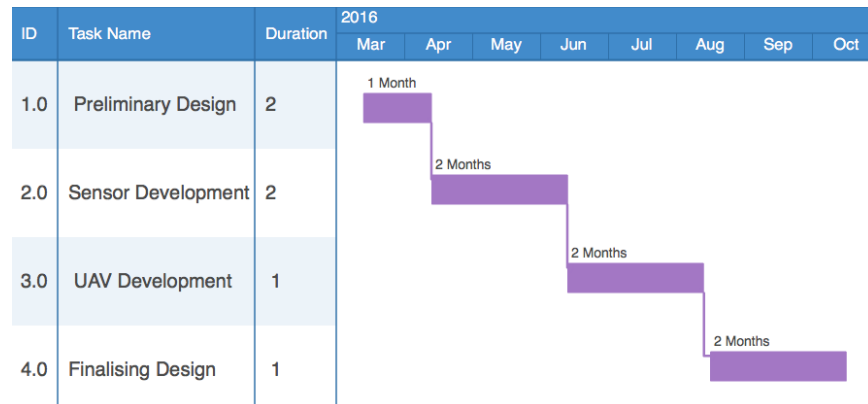 ID Task Name Duration 2016
Mar Apr May Jun Jul Aug Sep Oct
1 Month
1.0 Preliminary Design 2
2 Months
2.0 Sensor Development 2
2 Months
3.0 UAV Development 1
2 Months
4.0 Finalising Design 1